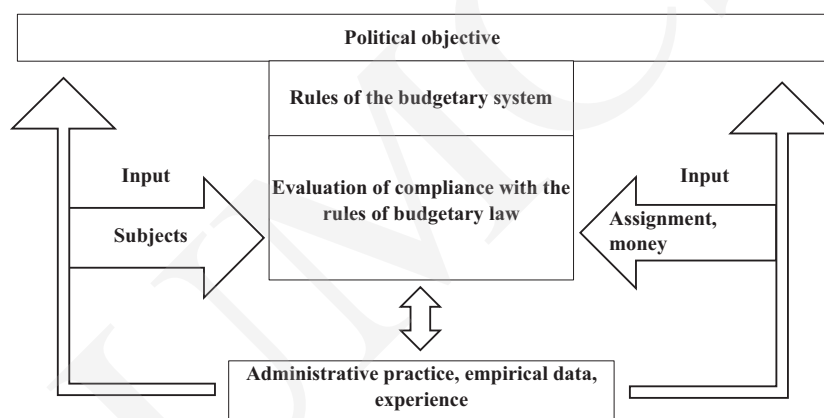 Political objective
Rules of the budgetary system
Input
Evaluation of compliance with the
rules of budgetary law
Subjects
Input
Assignment,
money
Administrative practice, empirical data,
experience